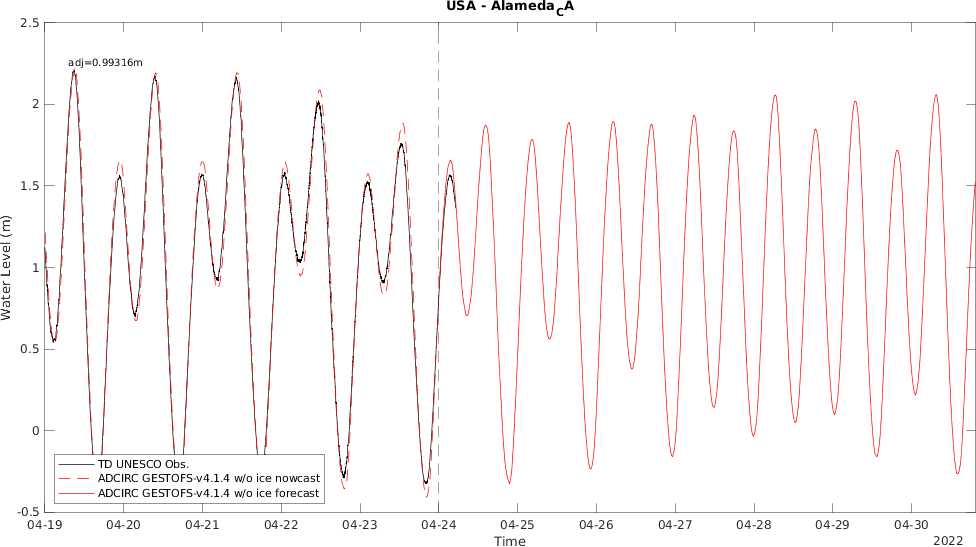 USA - Alameda_CA
2.5
adj=0.99316m
2
1.5
1
0.5
0
-0.5
Water Level (m)
TD UNESCO Obs.
ADCIRC GESTOFS-v4.1.4 w/o ice nowcast
ADCIRC GESTOFS-v4.1.4 w/o ice forecast
04-19 04-20 04-21 04-22 04-23 04-24 04-25 04-26 04-27 04-28 04-29 04-30
Time
2022